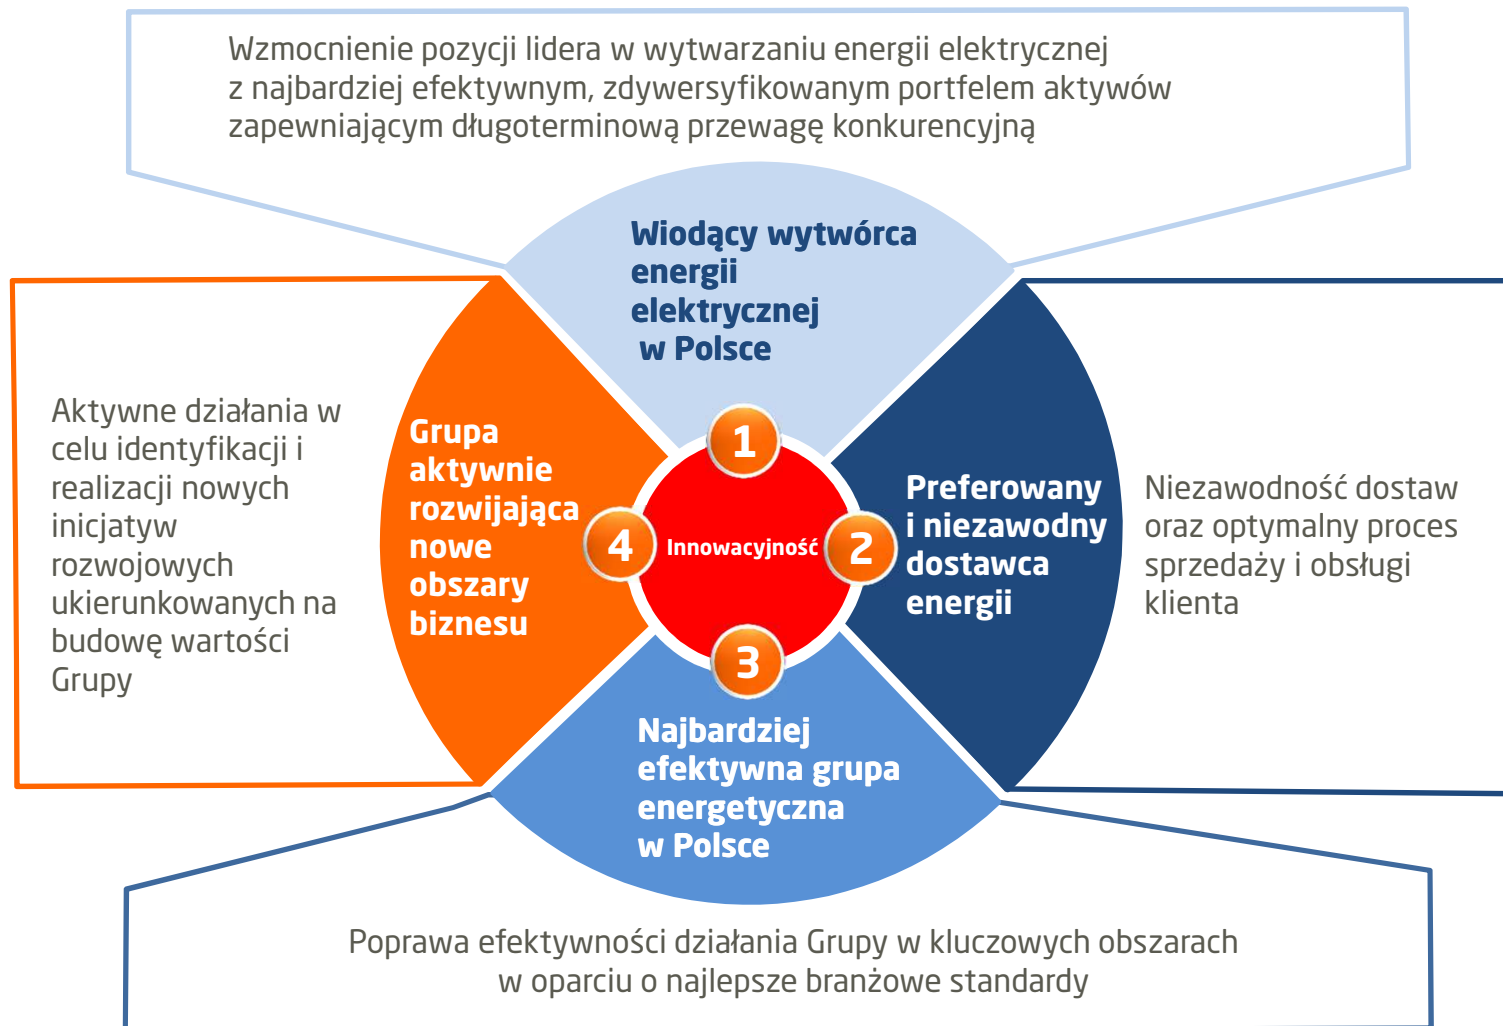 Wzmocnienie pozycji lidera w wytwarzaniu energii elektrycznej
z najbardziej efektywnym, zdywersyfikowanym portfelem aktywów
zapewniającym długoterminową przewagę konkurencyjną
Wiodący wytwórca
energii
elektrycznej
w Polsce
1
Aktywne działania w
celu identyfikacji i
realizacji nowych
inicjatyw
rozwojowych
ukierunkowanych na
budowę wartości
Grupy
Grupa
aktywnie
rozwijająca
nowe
obszary
biznesu
4
Innowacyjność
2
Preferowany
i niezawodny
dostawca
energii
Niezawodność dostaw
oraz optymalny proces
sprzedaży i obsługi
klienta
3
Najbardziej
efektywna grupa
energetyczna
w Polsce
Poprawa efektywności działania Grupy w kluczowych obszarach
w oparciu o najlepsze branżowe standardy